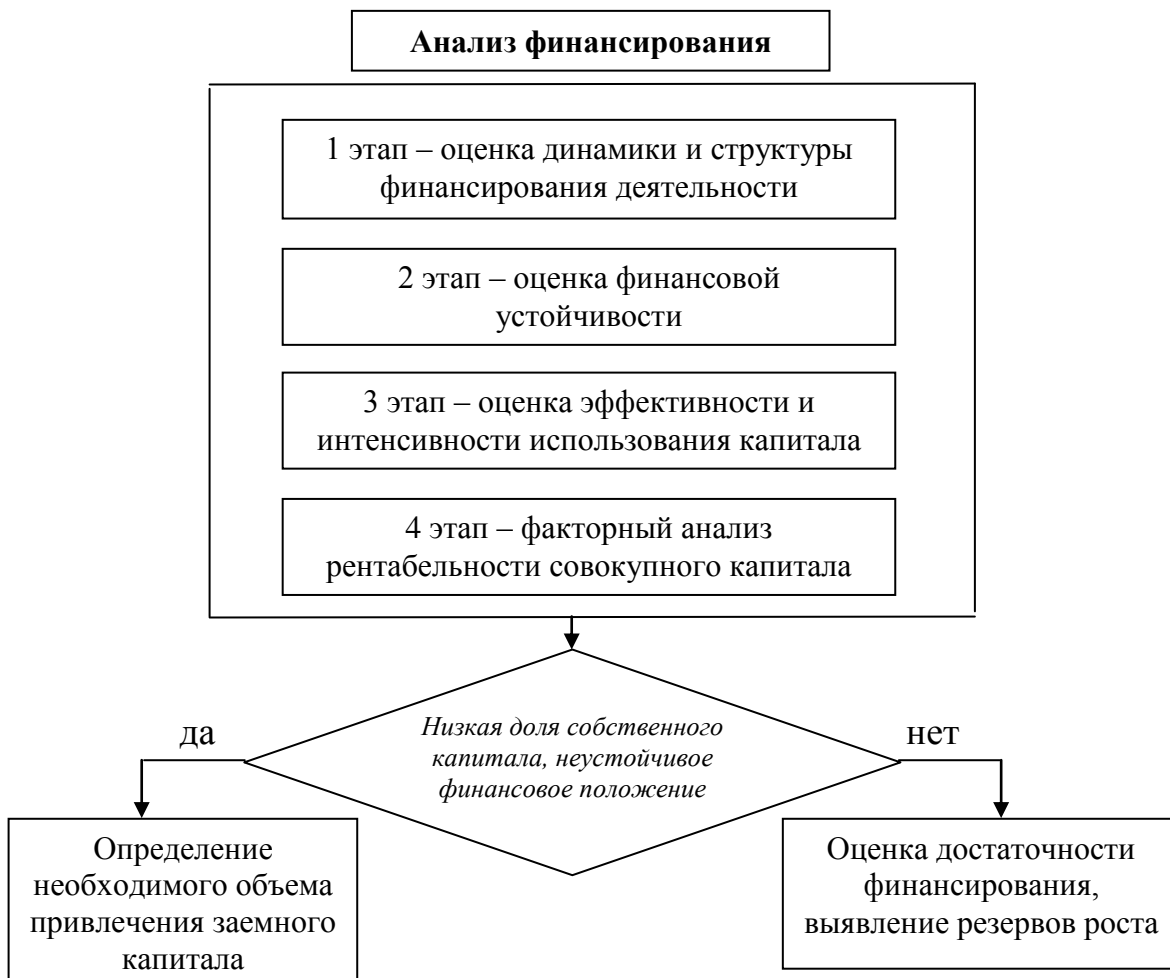 Анализ финансирования
1 этап – оценка динамики и структуры
финансирования деятельности
2 этап – оценка финансовой
устойчивости
3 этап – оценка эффективности и
интенсивности использования капитала
4 этап – факторный анализ
рентабельности совокупного капитала
да
Низкая доля собственного
капитала, неустойчивое
финансовое положение
нет
Определение
необходимого объема
привлечения заемного
капитала
Оценка достаточности
финансирования,
выявление резервов роста